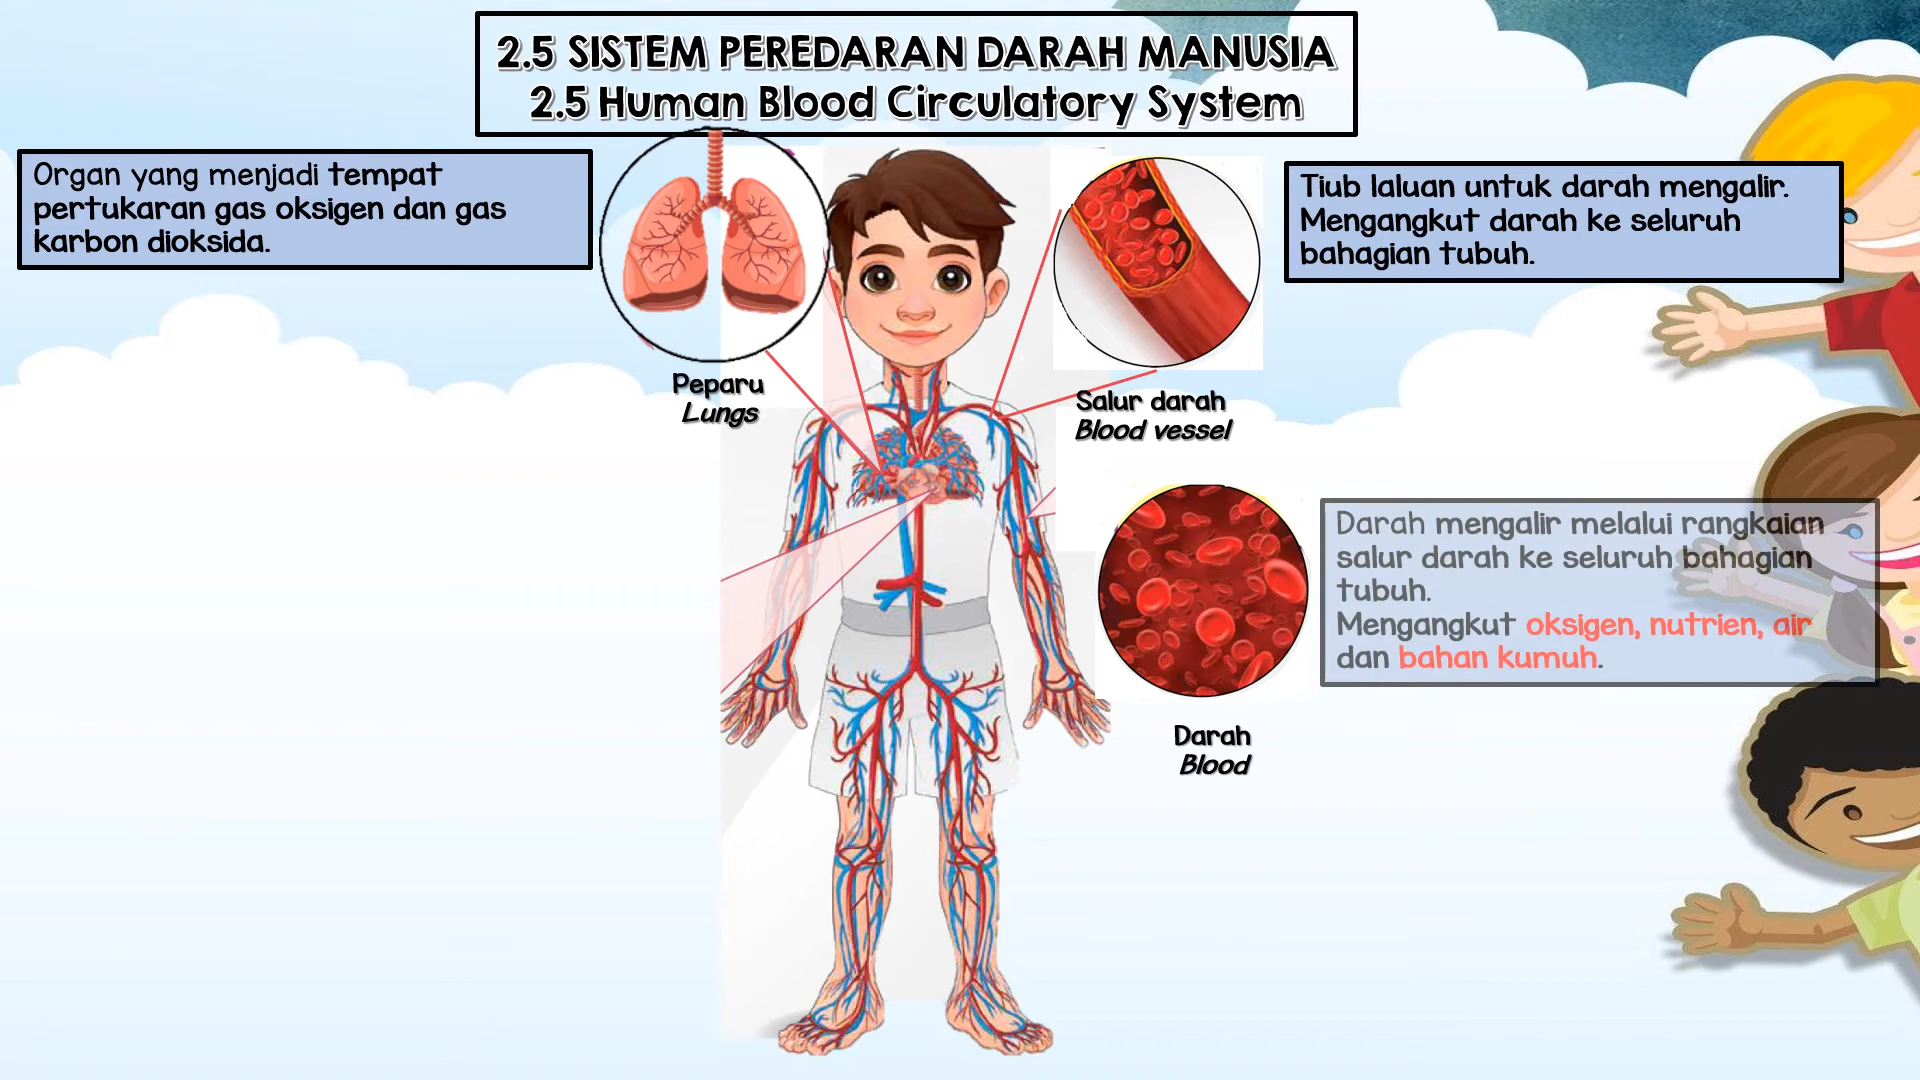 2.5 SISTEM PEREDARAN DARAH MANUSIA
2.5 Human Blood Circulatory System
Organ yang menjadi tempat
pertukaran gas oksigen dan gas
karbon dioksida.
Peparu
Lungs
Tiub laluan untuk darah mengalir.
Mengangkut darah ke seluruh
bahagian tubuh.
Salur darah
Blood vessel
Darah mengalir melalui rangkaian
salur darah ke seluruh bahagian
tubuh.
Mengangkut oksigen, nutrien, air
dan bahan kumuh.
Darah
Blood